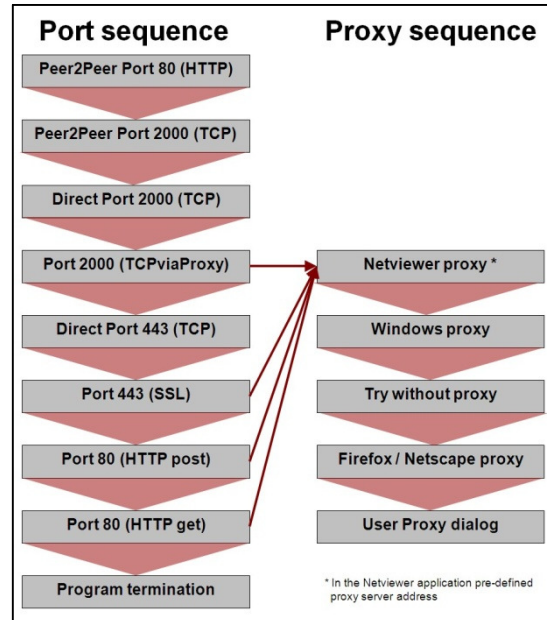 Port sequence
Peer2Peer Port 80 (HTTP)
Peer2Peer Port 2000 (TCP)
Direct Port 2000 (TCP)
Port 2000 (TCPviaProxy)
Direct Port 443 (TCP)
Port 443 (SSL)
Port 80 (HTTP post)
Port 80 (HTTP get)
Program termination
Proxy sequence
Netviewer proxy *
Windows proxy
Try without proxy
Firefox / Netscape proxy
User Proxy dialog
* In the Netviewer application pre-defined
proxy server address